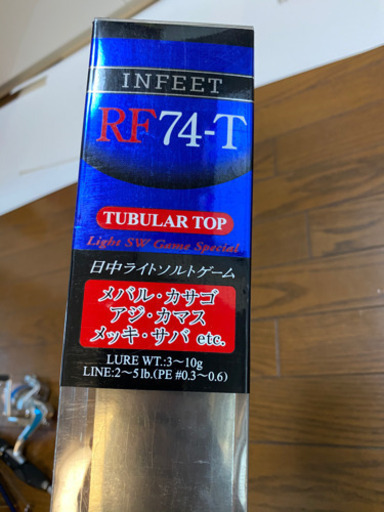 INFEET
RF74-T
TUBULAR TOP
Light SW Game Special
日中ライトソルトゲーム
メバル・カサゴ
アジ・カマス
メッキ・サバ etc.
LURE WT.:3〜10g
LINE:2〜5lb.(PE #0.3〜0.6)